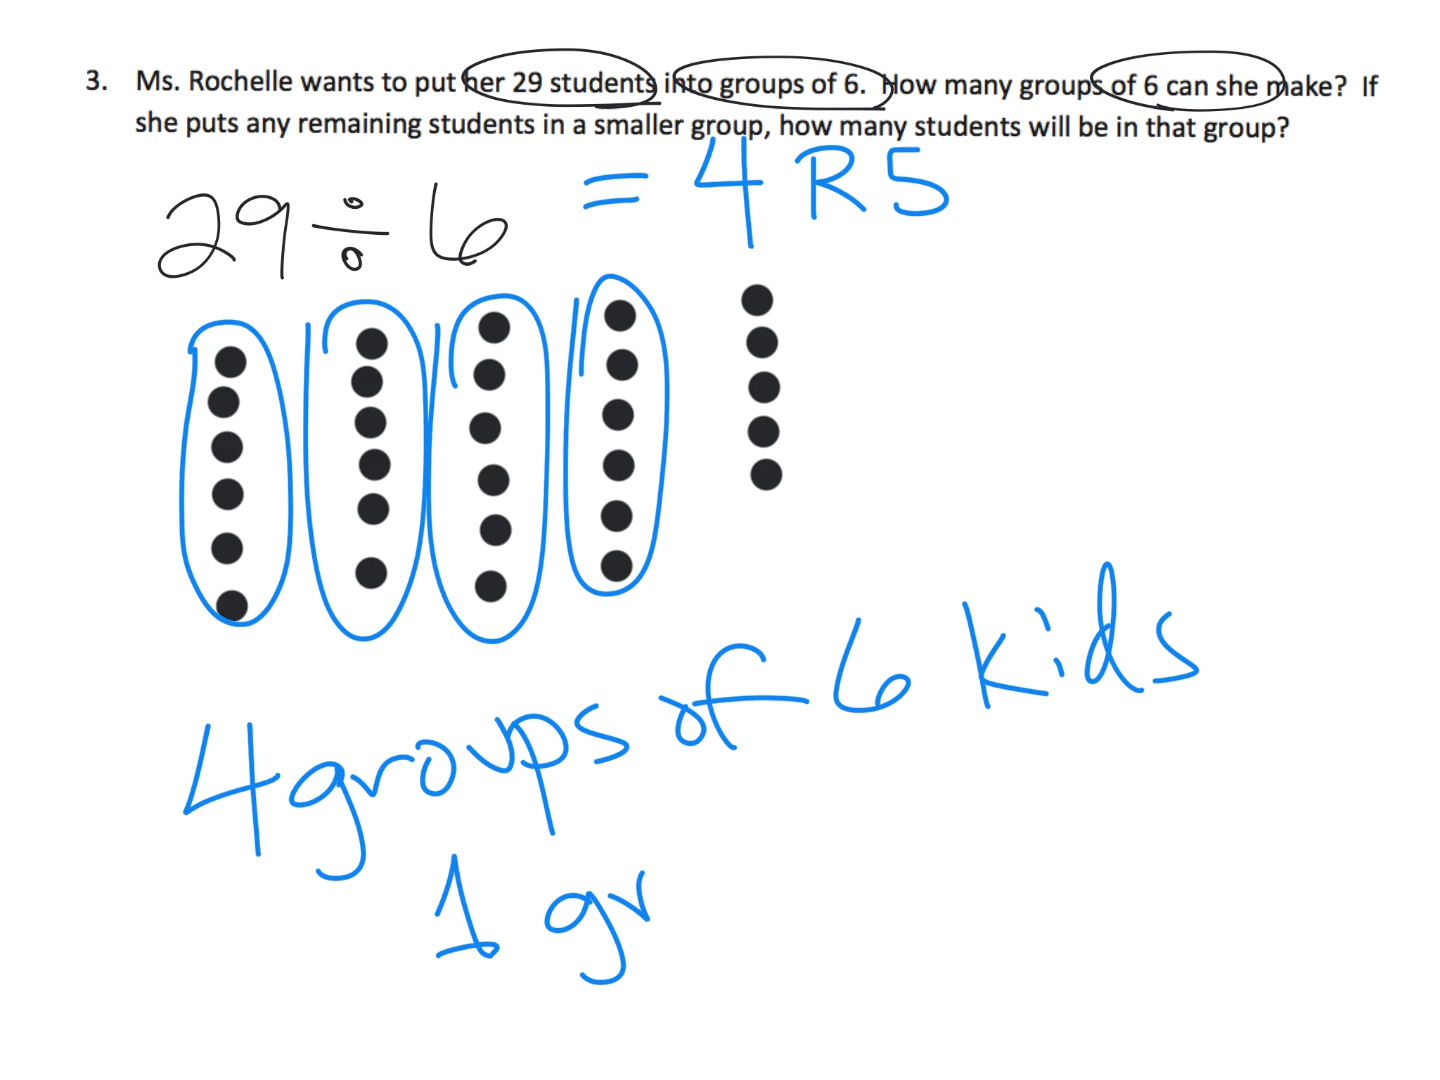 3. Ms. Rochelle wants to put her 29 students into groups of 6. How many groups of 6 can she make? If
she puts any remaining students in a smaller group, how many students will be in that group?
29 ÷ 6 = 4 R5
4 groups of 6 kids
1 gr